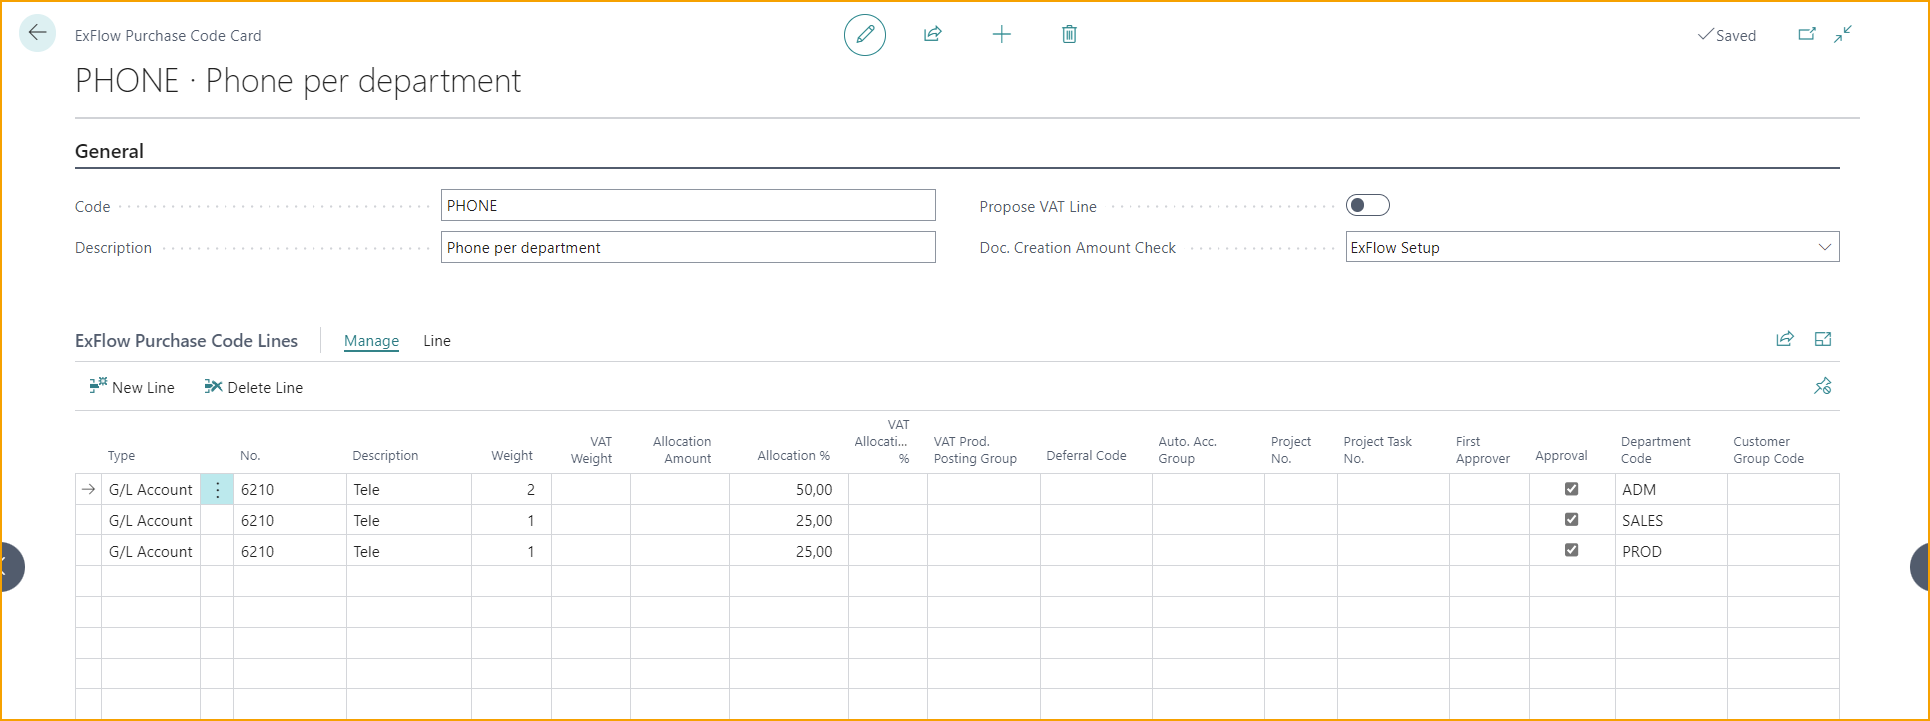 ExFlow Purchase Code Card
Saved
PHONE · Phone per department
General
Code PHONE Propose VAT Line
Description Phone per department Doc. Creation Amount Check ExFlow Setup
ExFlow Purchase Code Lines Manage Line
New Line Delete Line
Type No. Description Weight VAT Weight Allocation Amount Allocation % VAT Allocati... % VAT Prod. Posting Group Deferral Code Auto. Acc. Group Project No. Project Task No. First Approver Approval Department Code Customer Group Code
G/L Account 6210 Tele 2 50,00 ADM
G/L Account 6210 Tele 1 25,00 SALES
G/L Account 6210 Tele 1 25,00 PROD